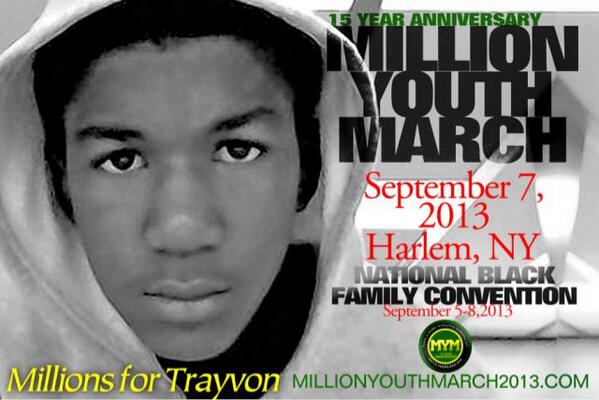 15 YEAR ANNIVERSARY
MILLION
YOUTH
MARCH
September 7,
2013
Harlem, NY
NATIONAL BLACK
FAMILY CONVENTION
September 5-8,2013
MYM
Millions for Trayvon
MILLIONYOUTHMARCH2013.COM